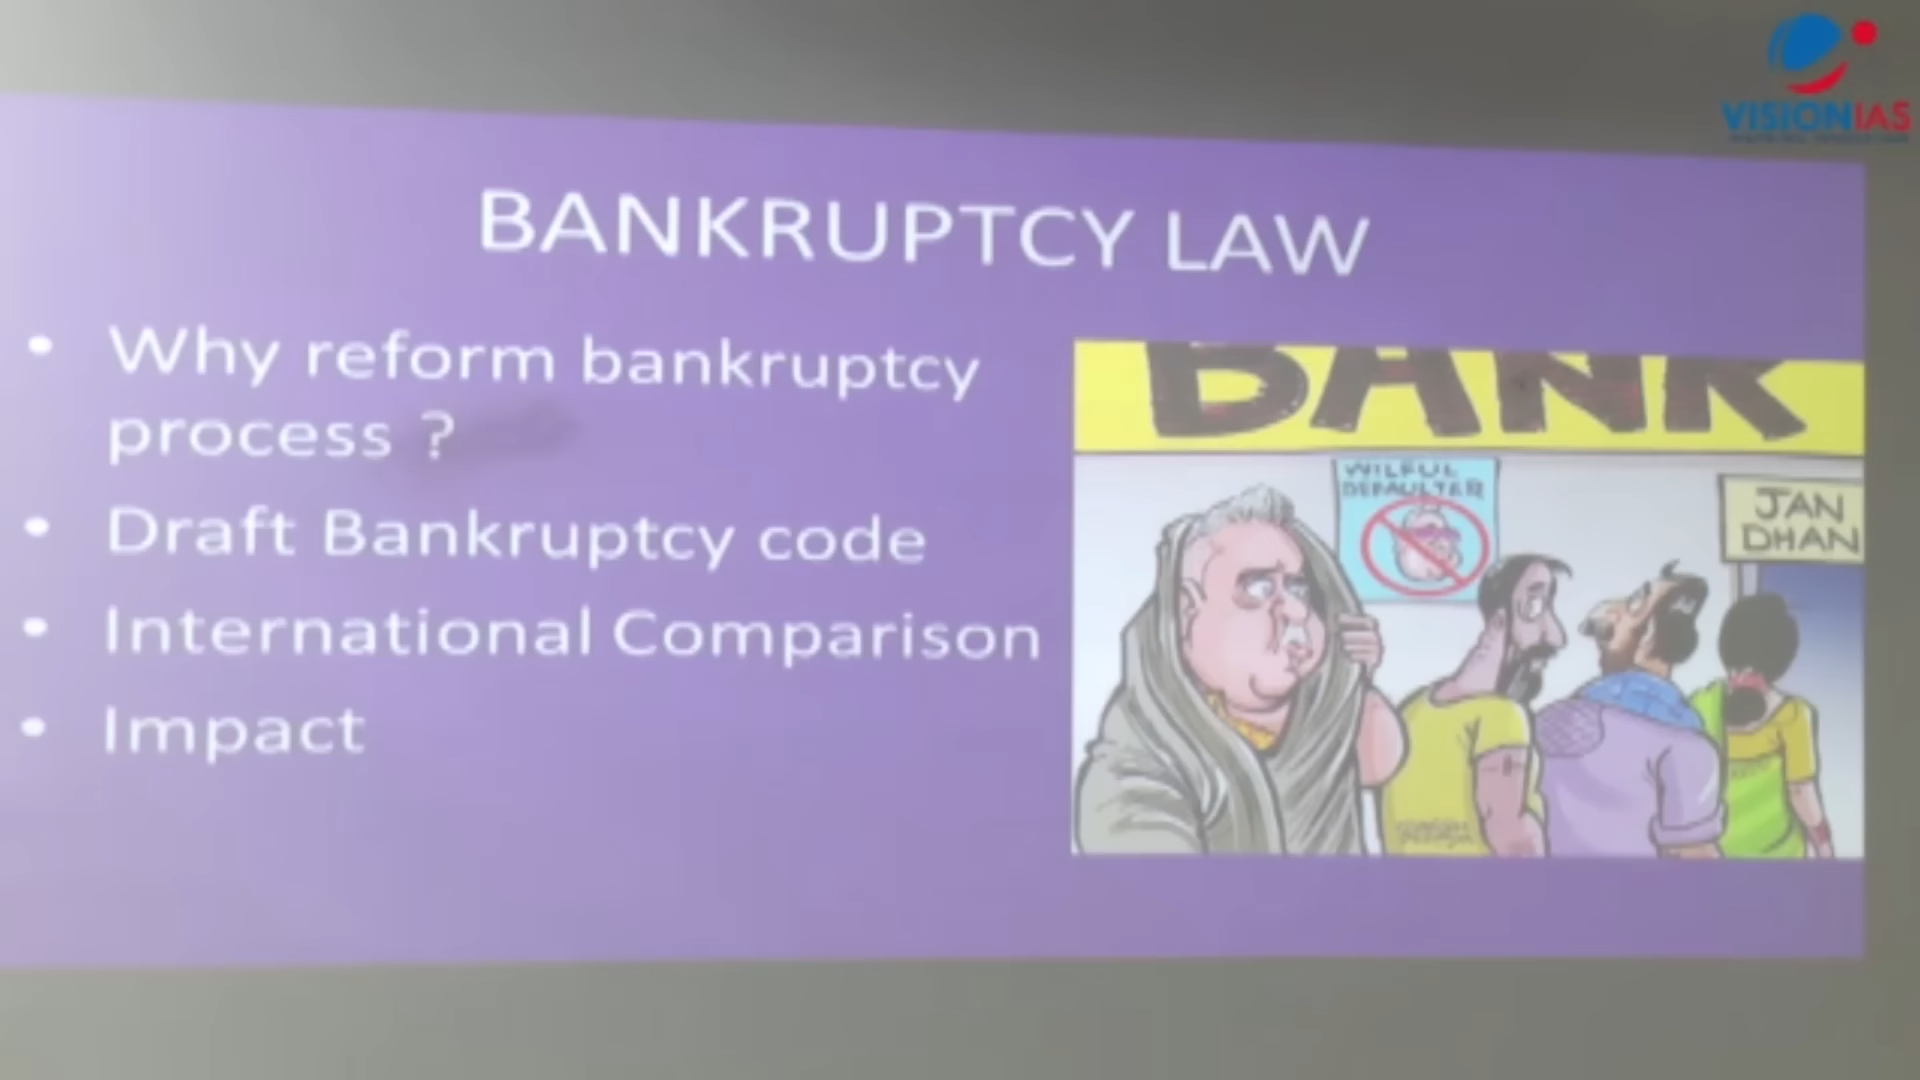 VISIONIAS
BANKRUPTCY LAW
• Why reform bankruptcy
process ?
• Draft Bankruptcy code
• International Comparison
• Impact
BANK
WILFUL
DEFAULTER
JAN
DHAN